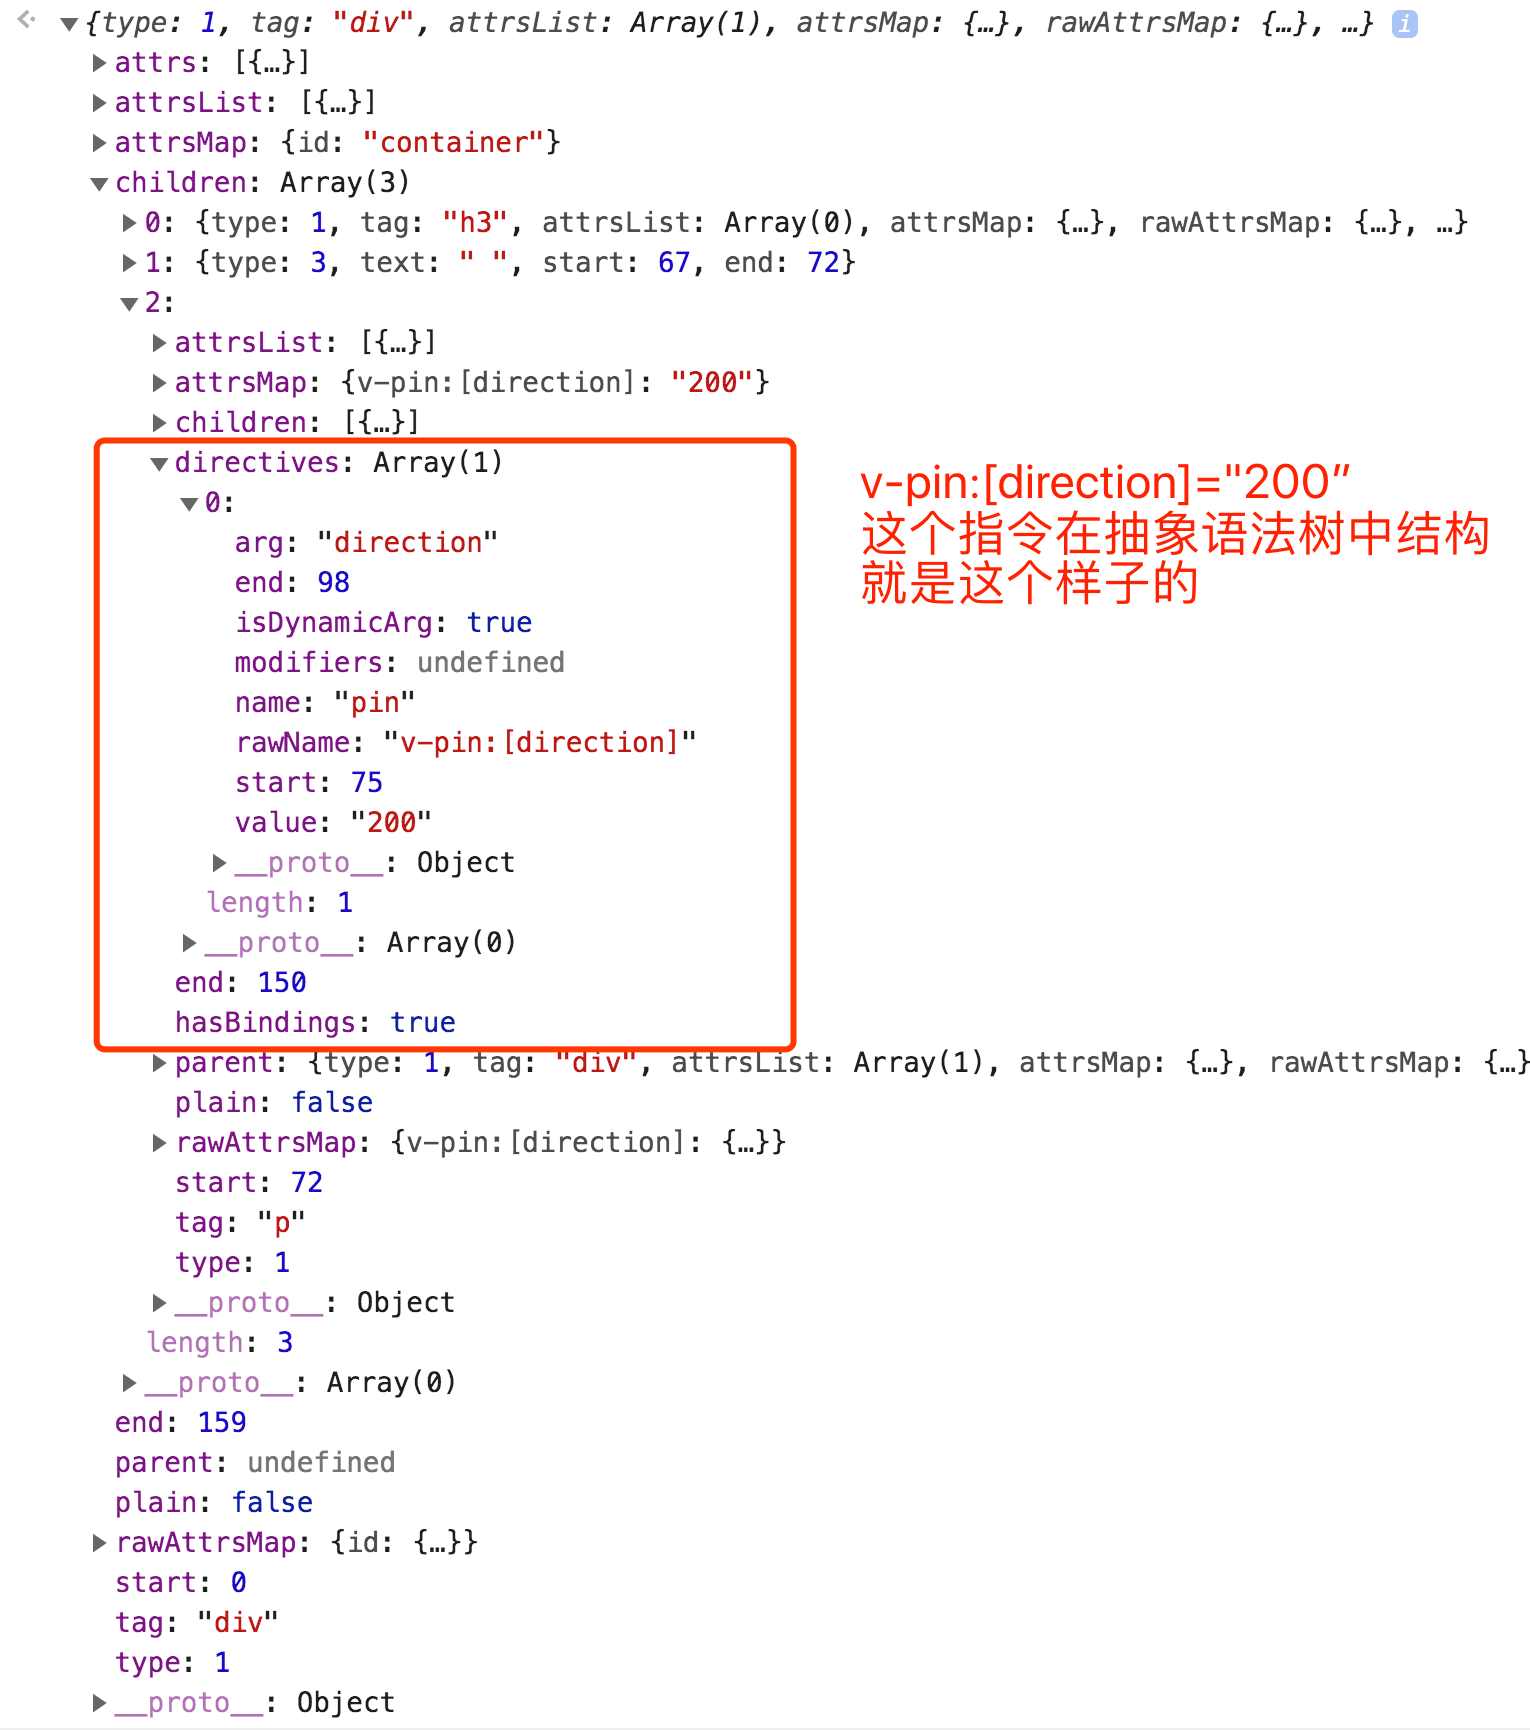 {type: 1, tag: "div", attrsList: Array(1), attrsMap: {…}, rawAttrsMap: {…}, …} i
attrs: [{…}]
attrsList: [{…}]
attrsMap: {id: "container"}
children: Array(3)
0: {type: 1, tag: "h3", attrsList: Array(0), attrsMap: {…}, rawAttrsMap: {…}, …}
1: {type: 3, text: " ", start: 67, end: 72}
2:
attrsList: [{…}]
attrsMap: {v-pin:[direction]: "200"}
children: [{…}]
directives: Array(1)
0:
arg: "direction"
end: 98
isDynamicArg: true
modifiers: undefined
name: "pin"
rawName: "v-pin:[direction]"
start: 75
value: "200"
__proto__: Object
length: 1
__proto__: Array(0)
end: 150
hasBindings: true
v-pin:[direction]="200"
这个指令在抽象语法树中结构
就是这个样子的
parent: {type: 1, tag: "div", attrsList: Array(1), attrsMap: {…}, rawAttrsMap: {…}
plain: false
rawAttrsMap: {v-pin:[direction]: {…}}
start: 72
tag: "p"
type: 1
__proto__: Object
length: 3
__proto__: Array(0)
end: 159
parent: undefined
plain: false
rawAttrsMap: {id: {…}}
start: 0
tag: "div"
type: 1
__proto__: Object